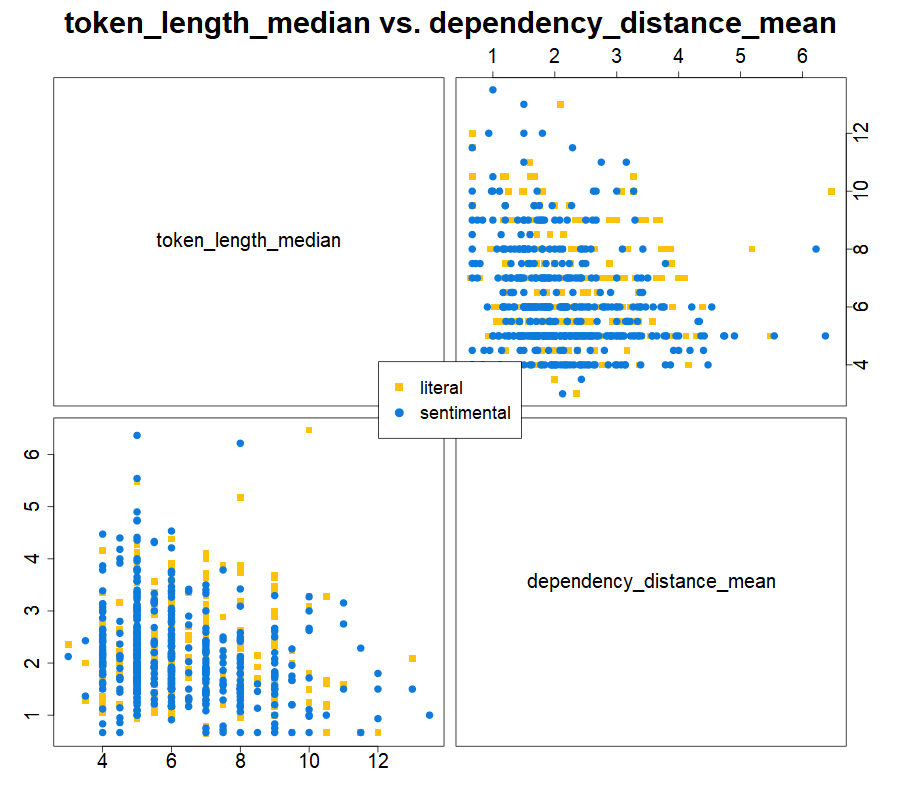 token_length_median vs. dependency_distance_mean
1 2 3 4 5 6
token_length_median
12
10
8
6
4
literal
sentimental
6
5
4
3
2
1
dependency_distance_mean
4 6 8 10 12